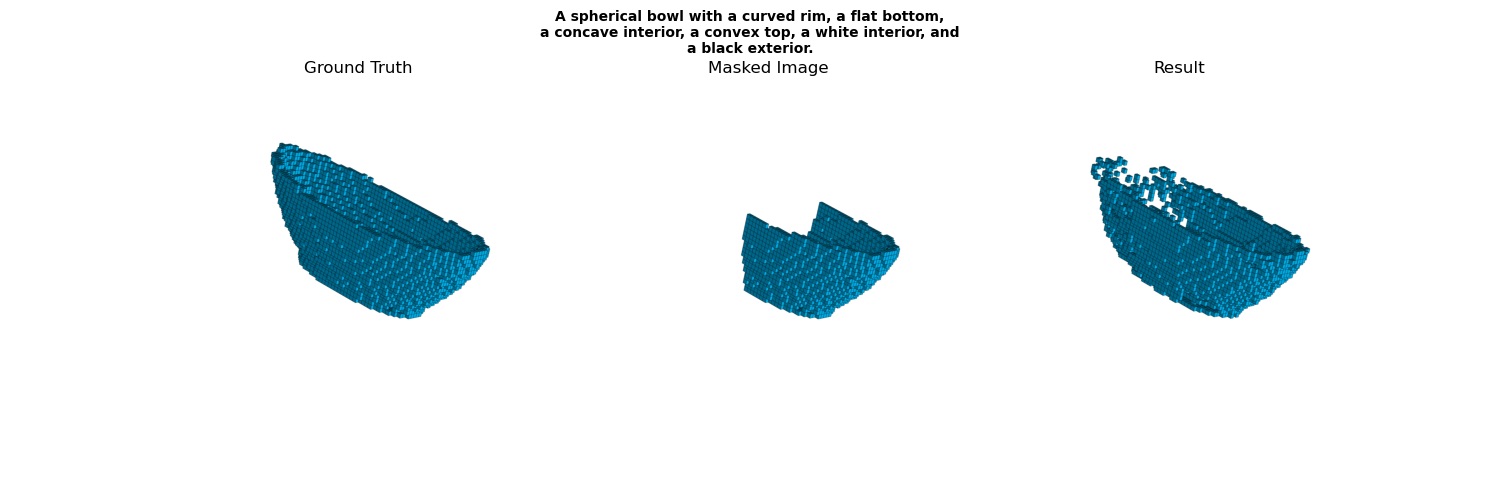 A spherical bowl with a curved rim, a flat bottom,
a concave interior, a convex top, a white interior, and
a black exterior.
Ground Truth
Masked Image
Result